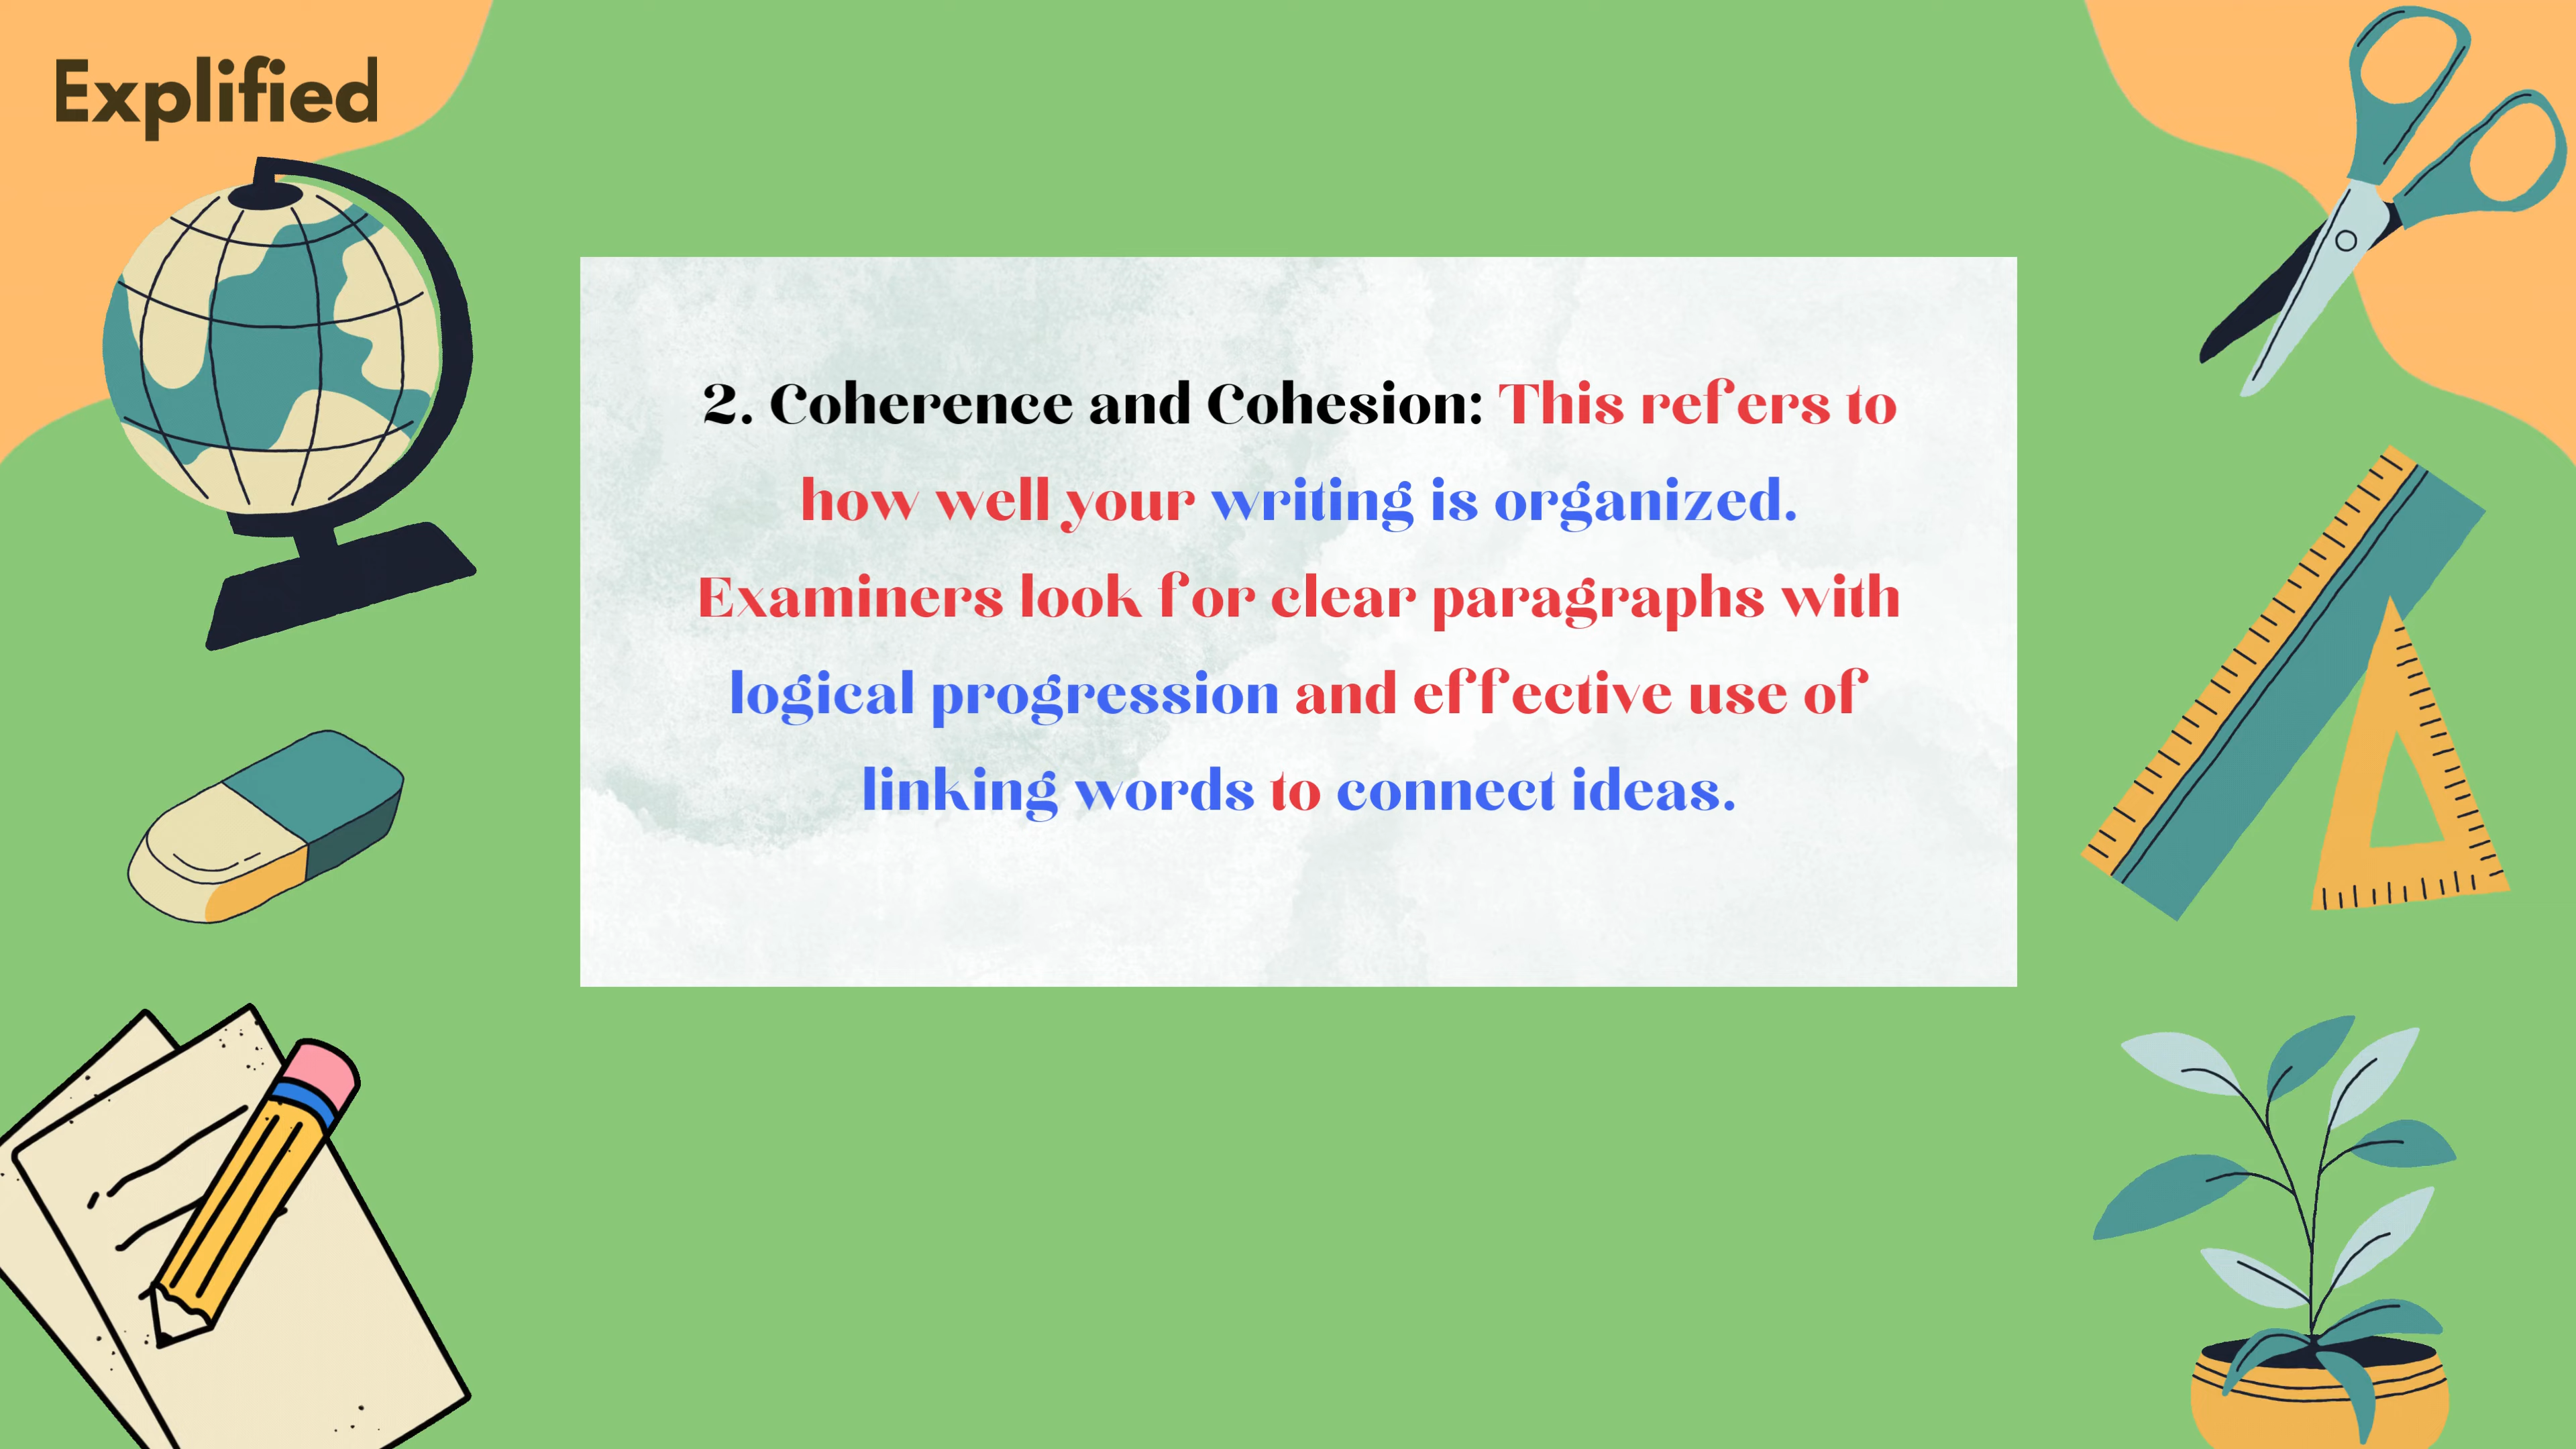 Explified
2. Coherence and Cohesion: This refers to
how well your writing is organized.
Examiners look for clear paragraphs with
logical progression and effective use of
linking words to connect ideas.